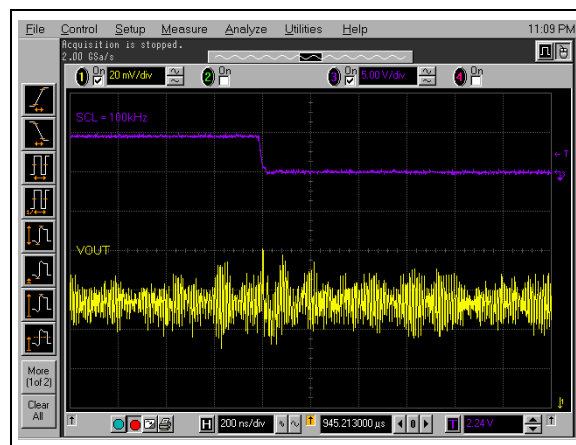 File Control Setup Measure Analyze Utilities Help 11:09 PM
Acquisition is stopped.
2.00 GSa/s
1 On 20 mV/div 2 On 3 On 5.00 V/div 4 On
SCL = 100kHz
T
VOUT
More
(1of 2)
Clear
All
H 200 ns/div 945.213000 µs 0 T 2.24 V